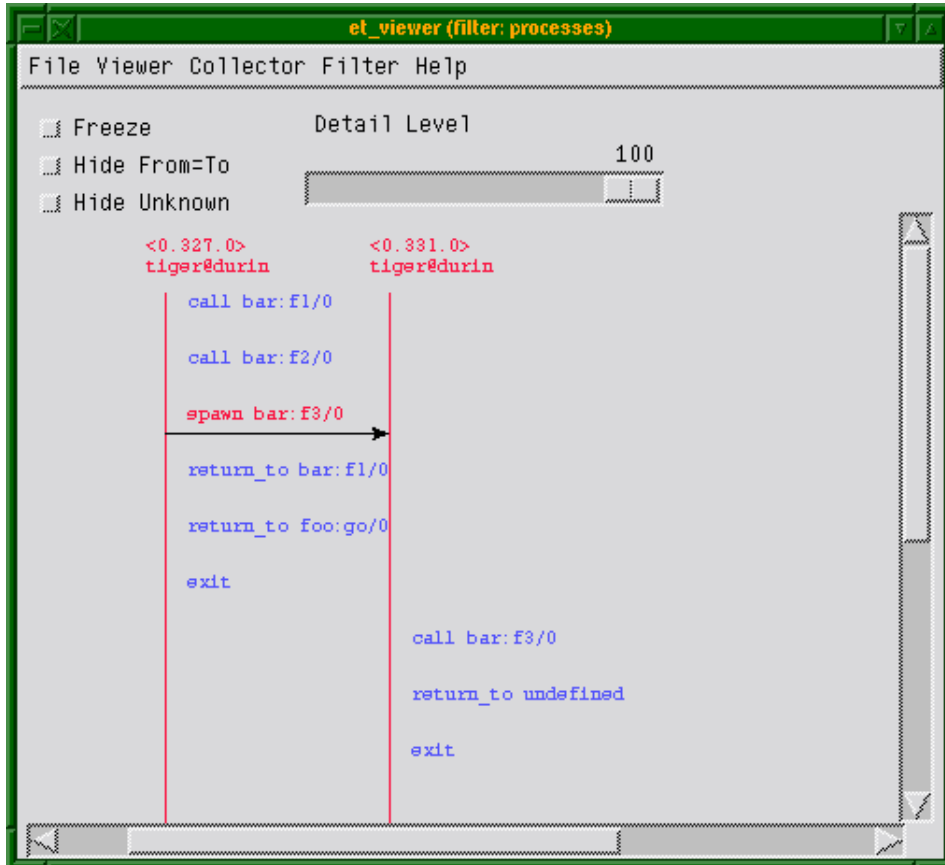 et_viewer (filter: processes)
File Viewer Collector Filter Help
Freeze
Detail Level
Hide From=To
100
Hide Unknown
<0.327.0> <0.331.0>
tiger@durin tiger@durin
call bar:f1/0
call bar:f2/0
spawn bar:f3/0
return_to bar:f1/0
return_to foo:go/0
exit
call bar:f3/0
return_to undefined
exit